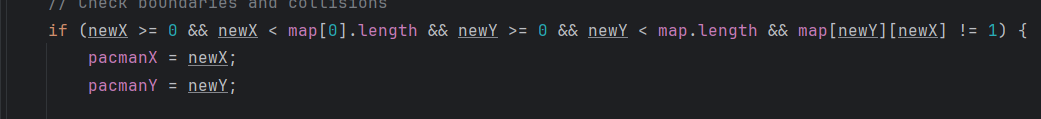 // Check boundaries and collisions
if (newX >= 0 && newX < map[0].length && newY >= 0 && newY < map.length && map[newY][newX] != 1) {
pacmanX = newX;
pacmanY = newY;